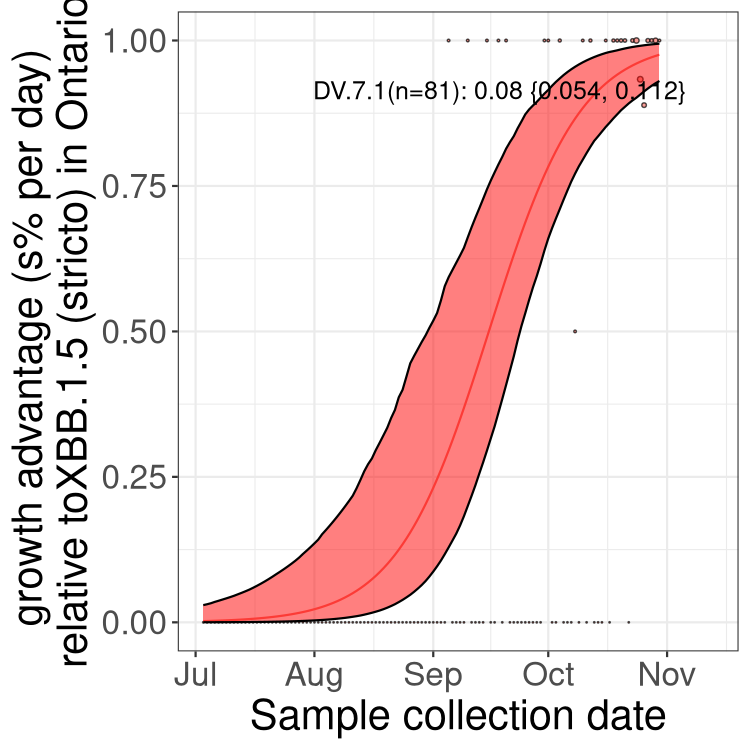 growth advantage (s% per day)
relative toXBB.1.5 (stricto) in Ontario
1.00
0.75
0.50
0.25
0.00
DV.7.1(n=81): 0.08 {0.054, 0.112}
Jul Aug Sep Oct Nov
Sample collection date